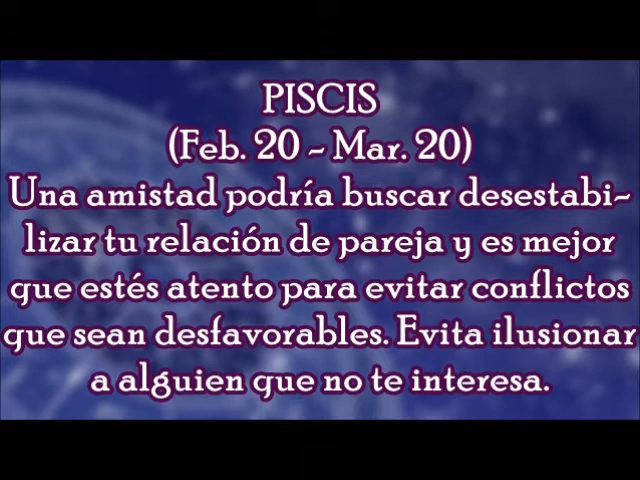 PISCIS
(Feb. 20 - Mar. 20)
Una amistad podría buscar desestabi-
lizar tu relación de pareja y es mejor
que estés atento para evitar conflictos
que sean desfavorables. Evita ilusionar
a alguien que no te interesa.